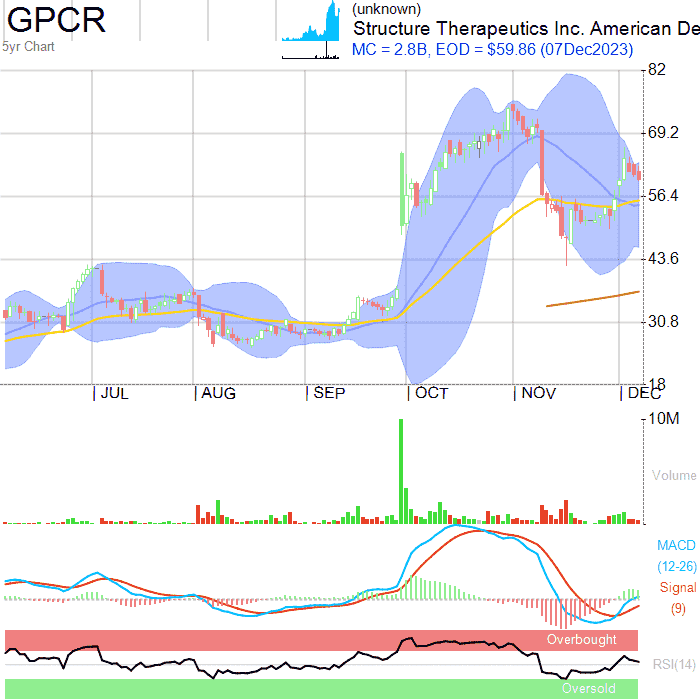 GPCR
5yr Chart
(unknown)
Structure Therapeutics Inc. American De
MC = 2.8B, EOD = $59.86 (07Dec2023)
82
69.2
56.4
43.6
30.8
18
JUL AUG SEP OCT NOV DEC
10M
Volume
MACD
(12-26)
Signal
(9)
Overbought
RSI(14)
Oversold